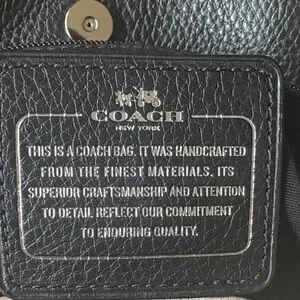 COACH
NEW YORK
THIS IS A COACH BAG. IT WAS HANDCRAFTED
FROM THE FINEST MATERIALS. ITS
SUPERIOR CRAFTSMANSHIP AND ATTENTION
TO DETAIL REFLECT OUR COMMITMENT
TO ENDURING QUALITY.